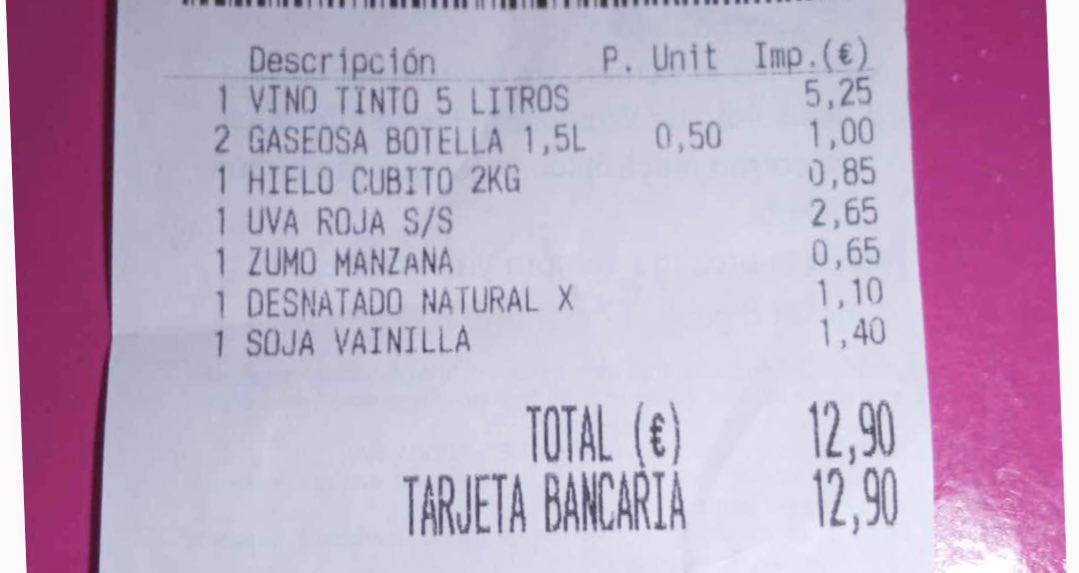 Descripción P. Unit Imp.(€)
1 VINO TINTO 5 LITROS 5,25
2 GASEOSA BOTELLA 1,5L 0,50 1,00
1 HIELO CUBITO 2KG 0,85
1 UVA ROJA S/S 2,65
1 ZUMO MANZANA 0,65
1 DESNATADO NATURAL X 1,10
1 SOJA VAINILLA 1,40
TOTAL (€) 12,90
TARJETA BANCARIA 12,90